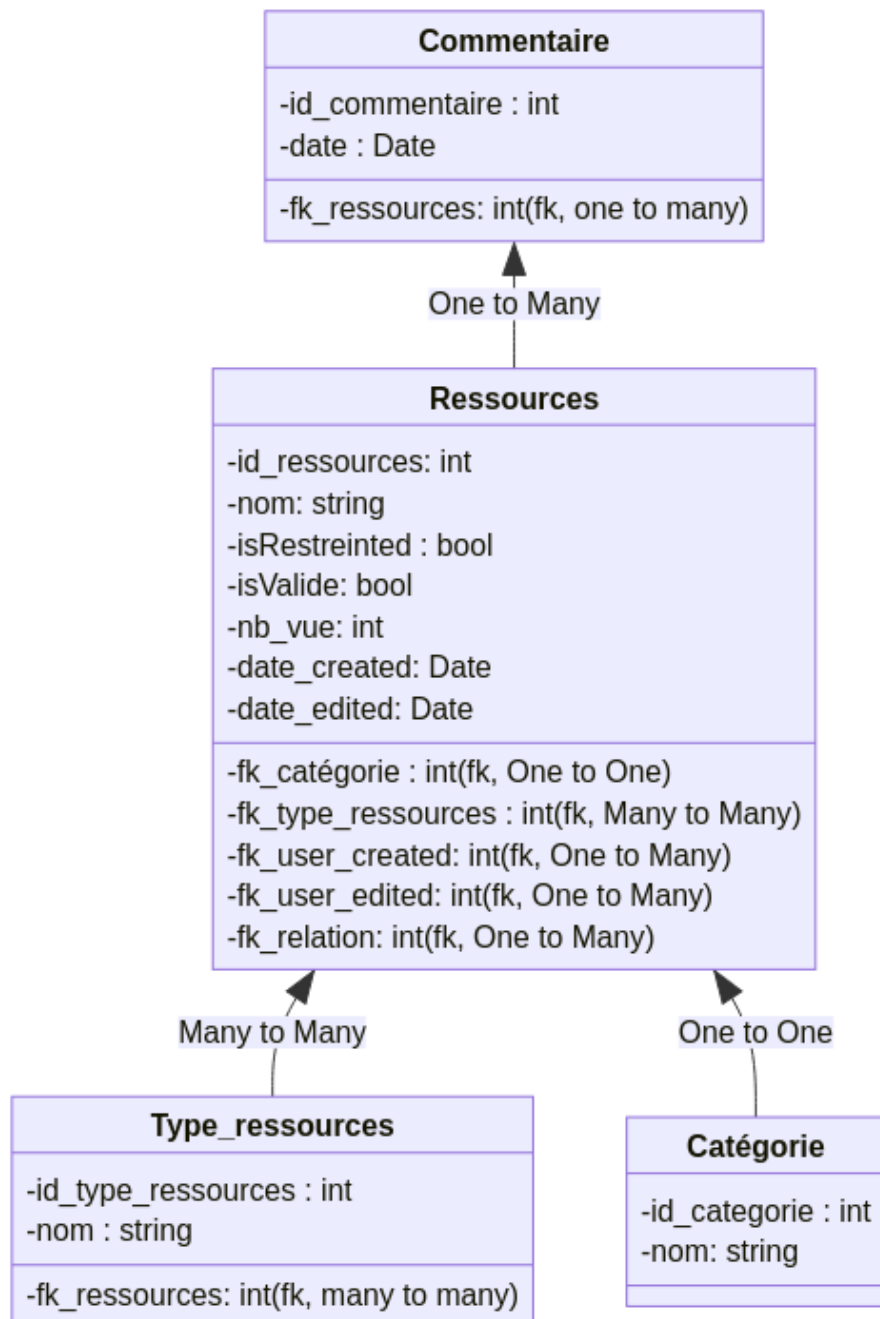 Commentaire
-id_commentaire : int
-date : Date
-fk_ressources: int(fk, one to many)
One to Many
Ressources
-id_ressources: int
-nom: string
-isRestreinted : bool
-isValide: bool
-nb_vue: int
-date_created: Date
-date_edited: Date
-fk_catégorie : int(fk, One to One)
-fk_type_ressources : int(fk, Many to Many)
-fk_user_created: int(fk, One to Many)
-fk_user_edited: int(fk, One to Many)
-fk_relation: int(fk, One to Many)
Many to Many
One to One
Type_ressources
-id_type_ressources : int
-nom : string
-fk_ressources: int(fk, many to many)
Catégorie
-id_categorie : int
-nom: string